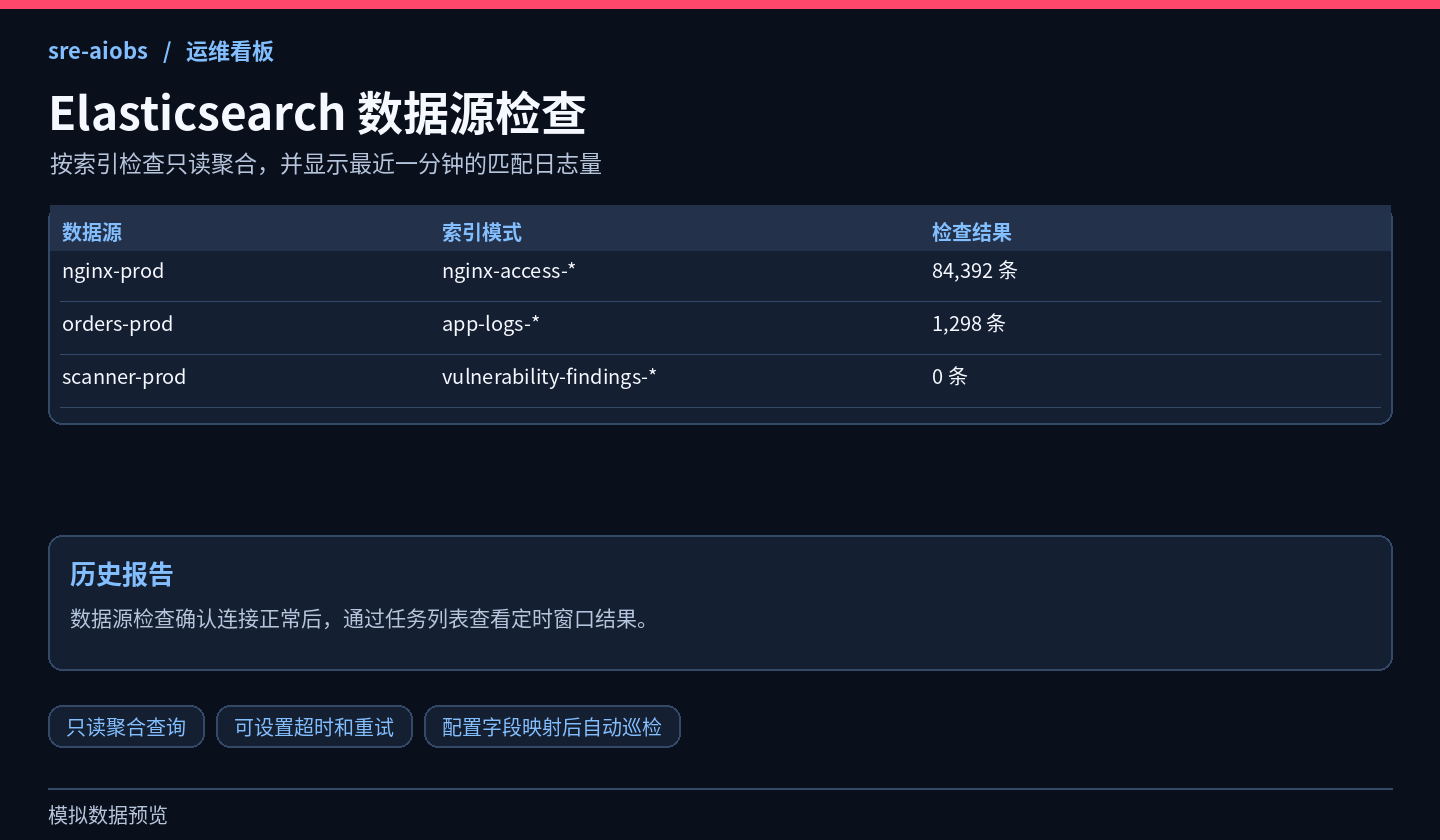 sre-aiobs / 运维看板
Elasticsearch 数据源检查
按索引检查只读聚合，并显示最近一分钟的匹配日志量
数据源 索引模式 检查结果
nginx-prod nginx-access-* 84,392 条
orders-prod app-logs-* 1,298 条
scanner-prod vulnerability-findings-* 0 条
历史报告
数据源检查确认连接正常后，通过任务列表查看定时窗口结果。
只读聚合查询 可设置超时和重试 配置字段映射后自动巡检
模拟数据预览